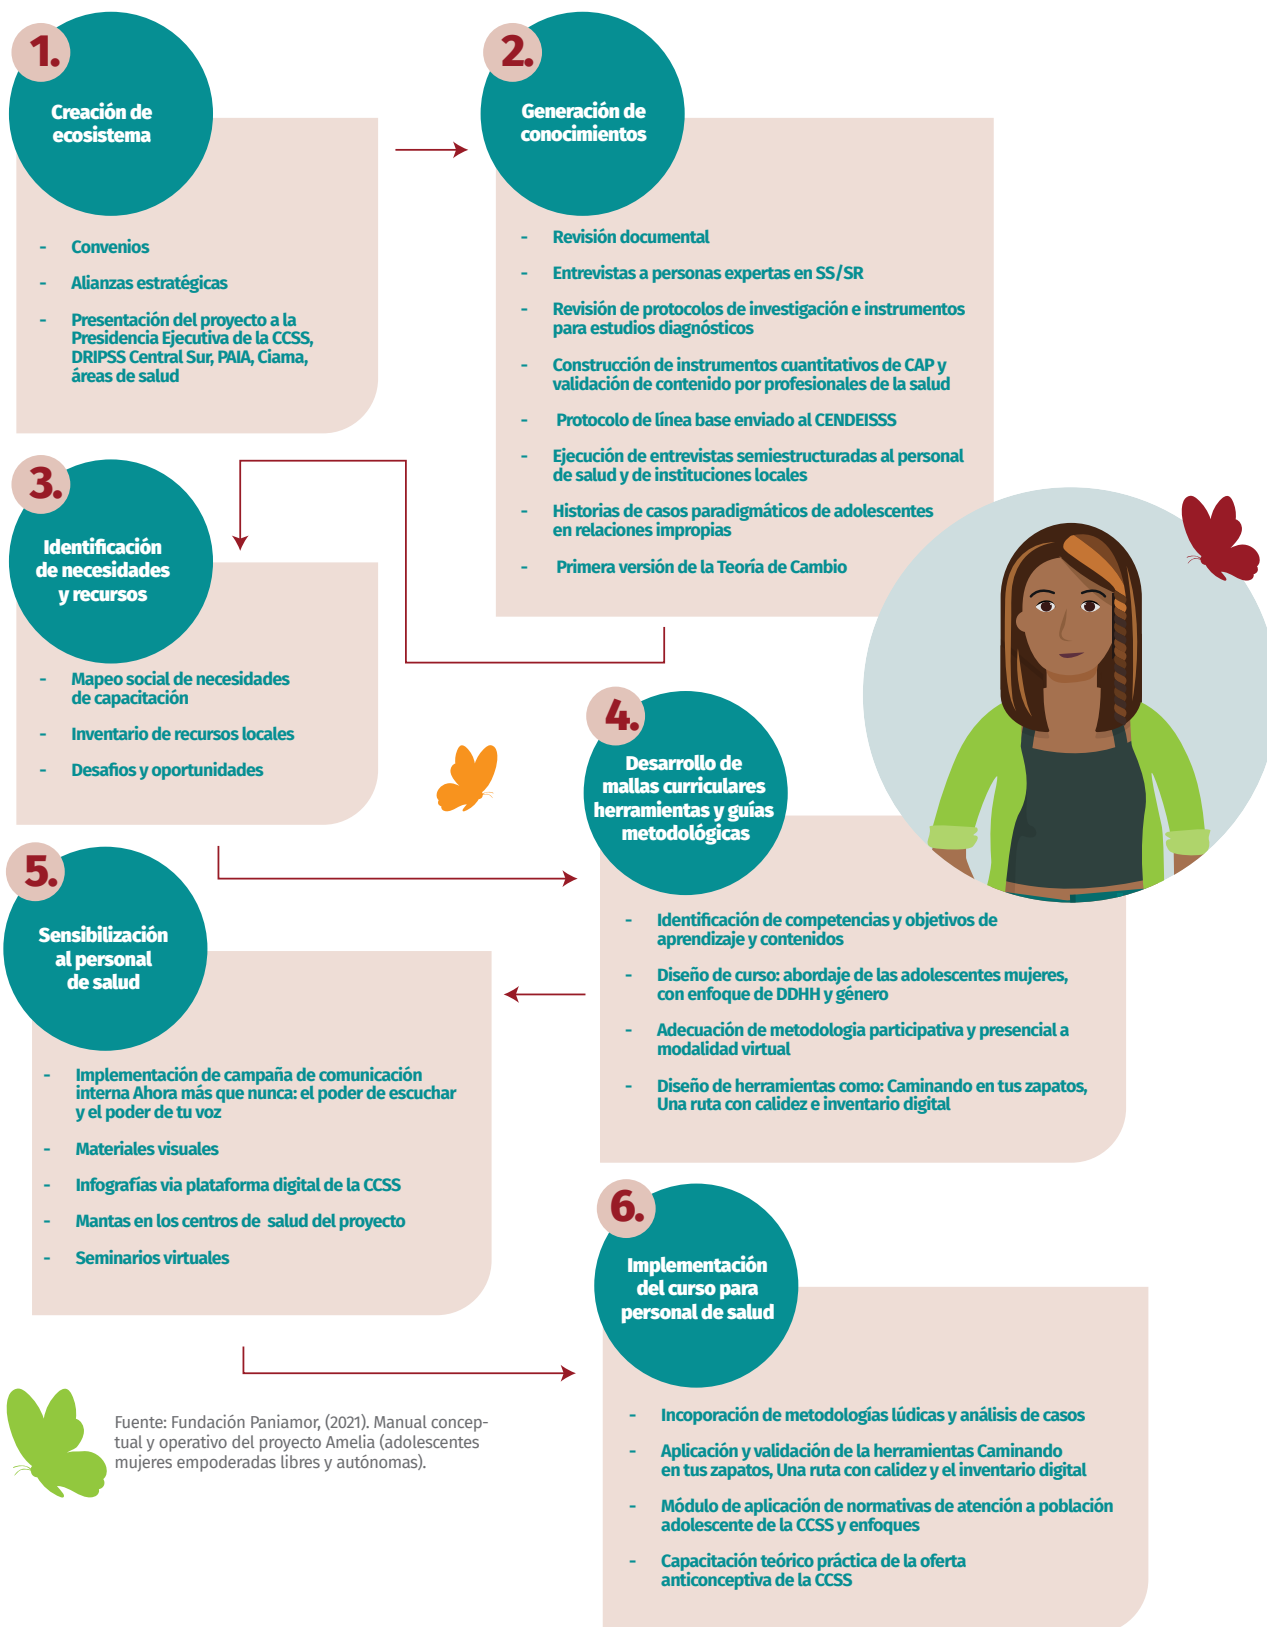 1.
Creación de
ecosistema
- Convenios
- Alianzas estratégicas
- Presentación del proyecto a la
Presidencia Ejecutiva de la CCSS,
DRIPSS Central Sur, PAIA, Ciama,
áreas de salud
2.
Generación de
conocimientos
- Revisión documental
- Entrevistas a personas expertas en SS/SR
- Revisión de protocolos de investigación e instrumentos
para estudios diagnósticos
- Construcción de instrumentos cuantitativos de CAP y
validación de contenido por profesionales de la salud
- Protocolo de línea base enviado al CENDEISSS
- Ejecución de entrevistas semiestructuradas al personal
de salud y de instituciones locales
- Historias de casos paradigmáticos de adolescentes
en relaciones impropias
- Primera versión de la Teoría de Cambio
3.
Identificación
de necesidades
y recursos
- Mapeo social de necesidades
de capacitación
- Inventario de recursos locales
- Desafios y oportunidades
4.
Desarrollo de
mallas curriculares
herramientas y guías
metodológicas
- Identificación de competencias y objetivos de
aprendizaje y contenidos
- Diseño de curso: abordaje de las adolescentes mujeres,
con enfoque de DDHH y género
- Adecuación de metodologia participativa y presencial a
modalidad virtual
- Diseño de herramientas como: Caminando en tus zapatos,
Una ruta con calidez e inventario digital
5.
Sensibilización
al personal
de salud
- Implementación de campaña de comunicación
interna Ahora más que nunca: el poder de escuchar
y el poder de tu voz
- Materiales visuales
- Infografías via plataforma digital de la CCSS
- Mantas en los centros de salud del proyecto
- Seminarios virtuales
6.
Implementación
del curso para
personal de salud
- Incoporación de metodologías lúdicas y análisis de casos
- Aplicación y validación de la herramientas Caminando
en tus zapatos, Una ruta con calidez y el inventario digital
- Módulo de aplicación de normativas de atención a población
adolescente de la CCSS y enfoques
- Capacitación teórico práctica de la oferta
anticonceptiva de la CCSS
Fuente: Fundación Paniamor, (2021). Manual concep-
tual y operativo del proyecto Amelia (adolescentes
mujeres empoderadas libres y autónomas).